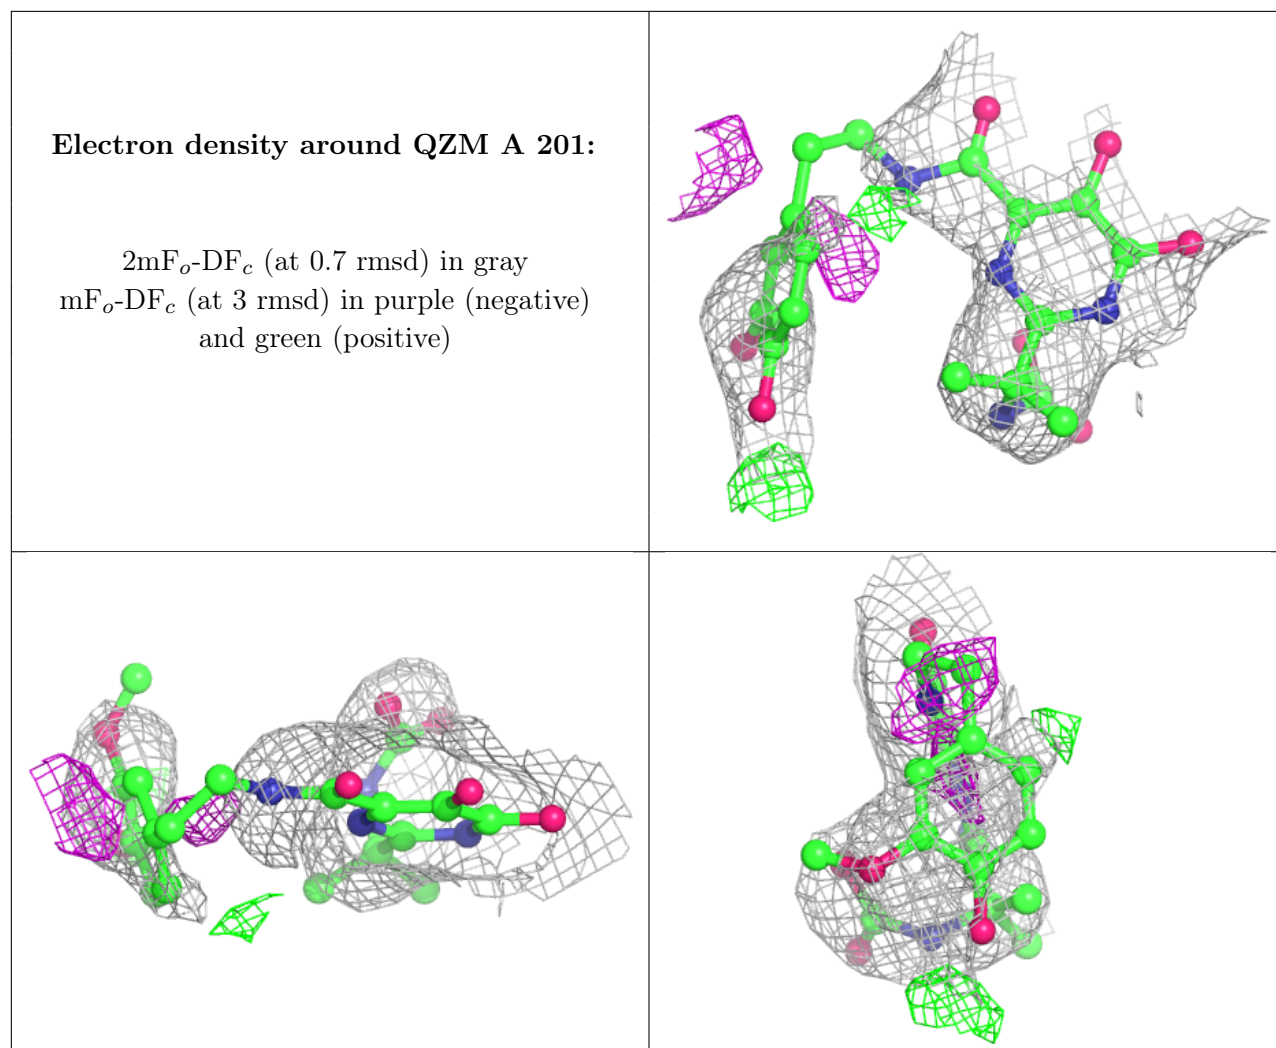 Electron density around QZM A 201:
2mFₒ-DF𝒸 (at 0.7 rmsd) in gray
mFₒ-DF𝒸 (at 3 rmsd) in purple (negative)
and green (positive)